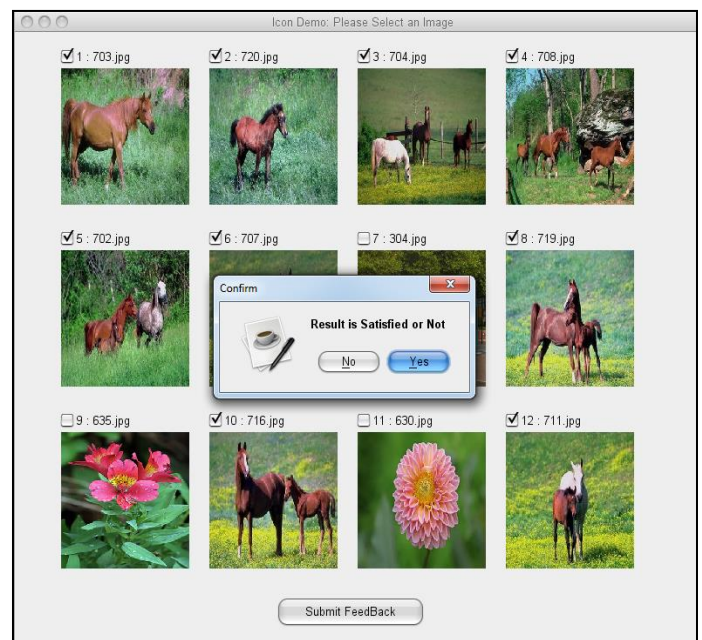 Icon Demo: Please Select an Image
1 : 703.jpg 2 : 720.jpg 3 : 704.jpg 4 : 708.jpg
5 : 702.jpg 6 : 707.jpg 7 : 304.jpg 8 : 719.jpg
Confirm
Result is Satisfied or Not
No Yes
9 : 635.jpg 10 : 716.jpg 11 : 630.jpg 12 : 711.jpg
Submit FeedBack